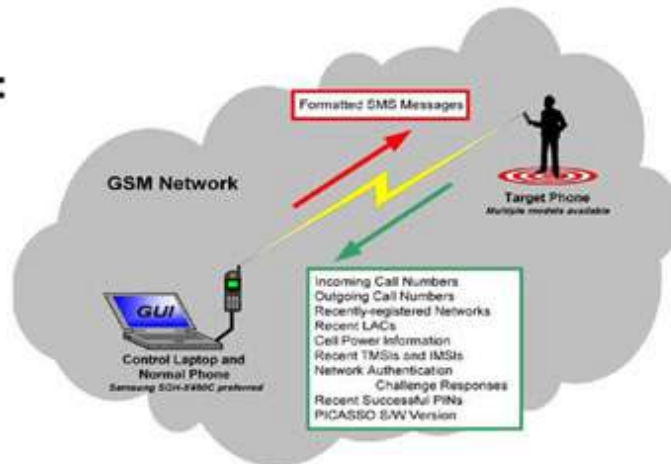 :
Formatted SMS Messages
GSM Network
Target Phone
Multiple models available
GUI
Control Laptop and
Normal Phone
Samsung SGH-X480C preferred
Incoming Call Numbers
Outgoing Call Numbers
Recently-registered Networks
Recent LACs
Cell Power Information
Recent TMSIs and IMSIs
Network Authentication
Challenge Responses
Recent Successful PINs
PICASSO S/W Version